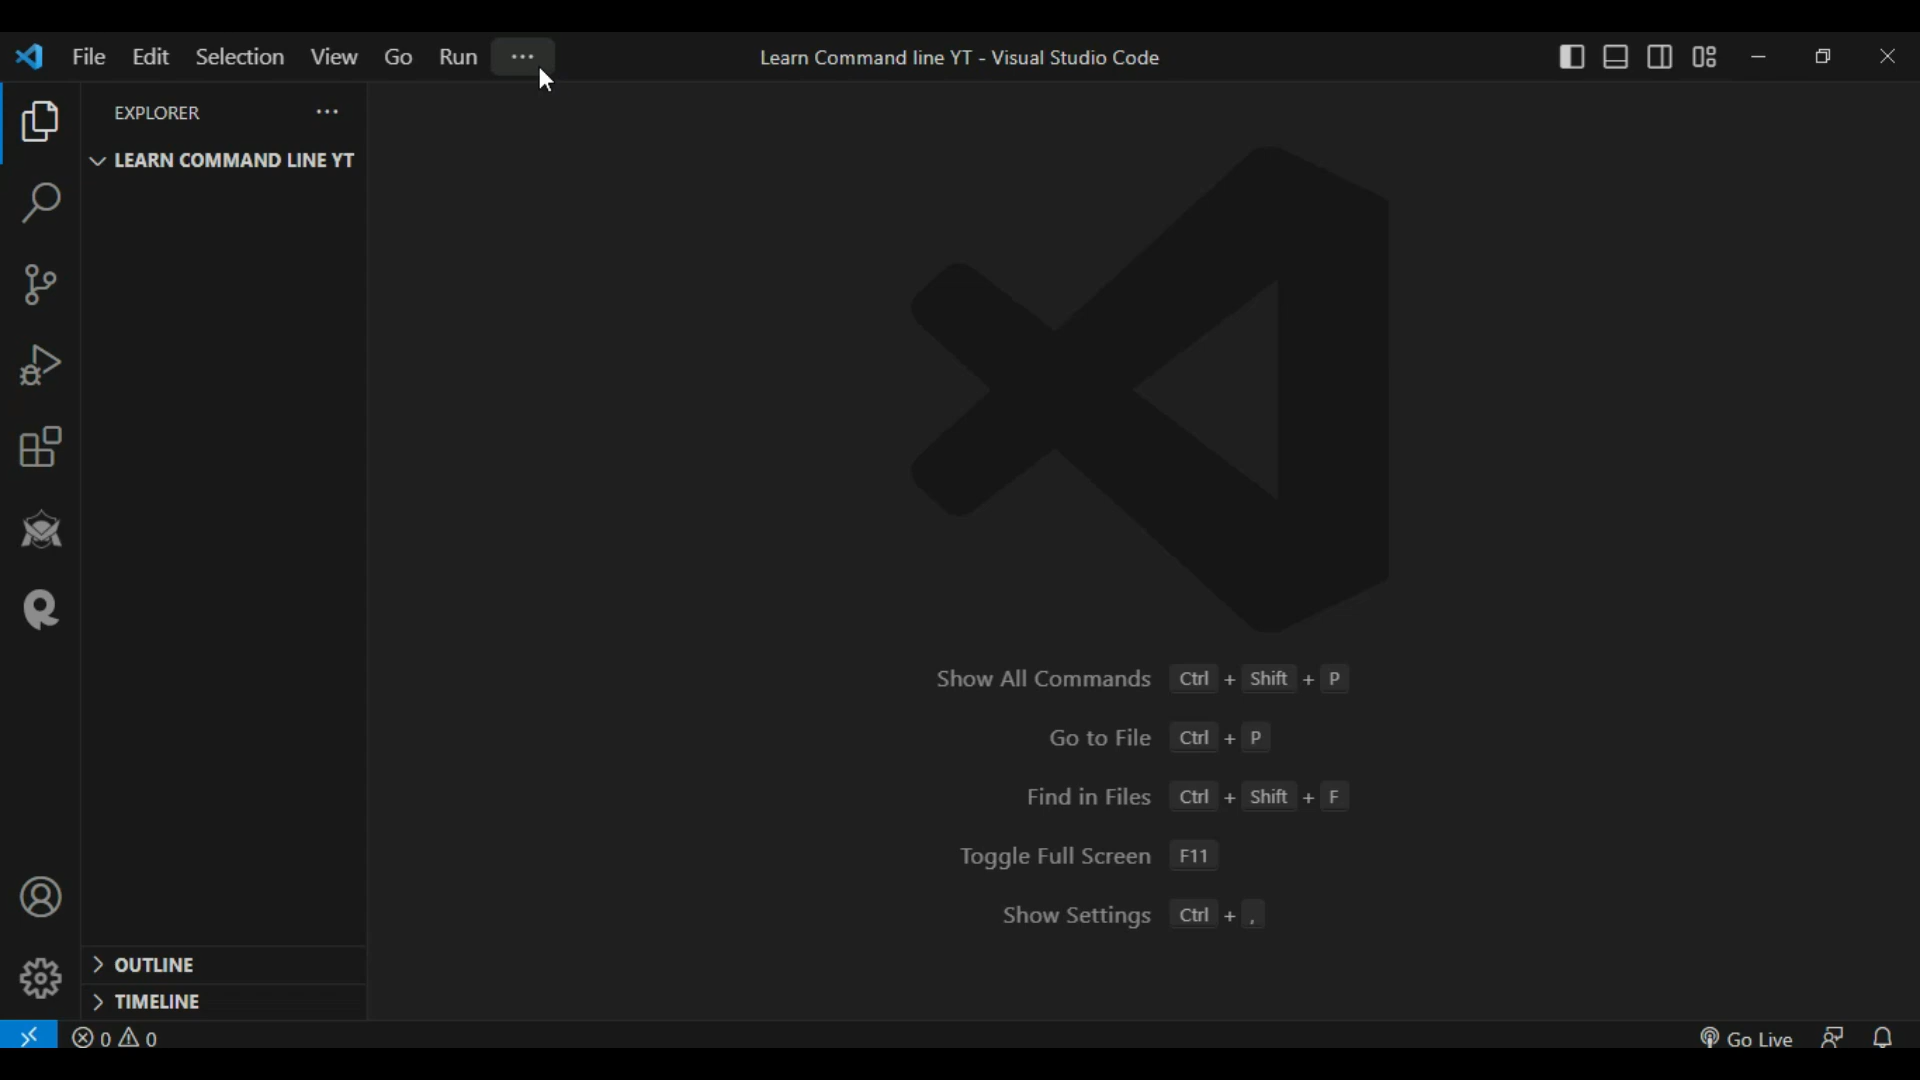 File Edit Selection View Go Run ··· Learn Command line YT - Visual Studio Code
EXPLORER ···
LEARN COMMAND LINE YT
Show All Commands Ctrl + Shift + P
Go to File Ctrl + P
Find in Files Ctrl + Shift + F
Toggle Full Screen F11
Show Settings Ctrl + ,
OUTLINE
TIMELINE
0 0 Go Live